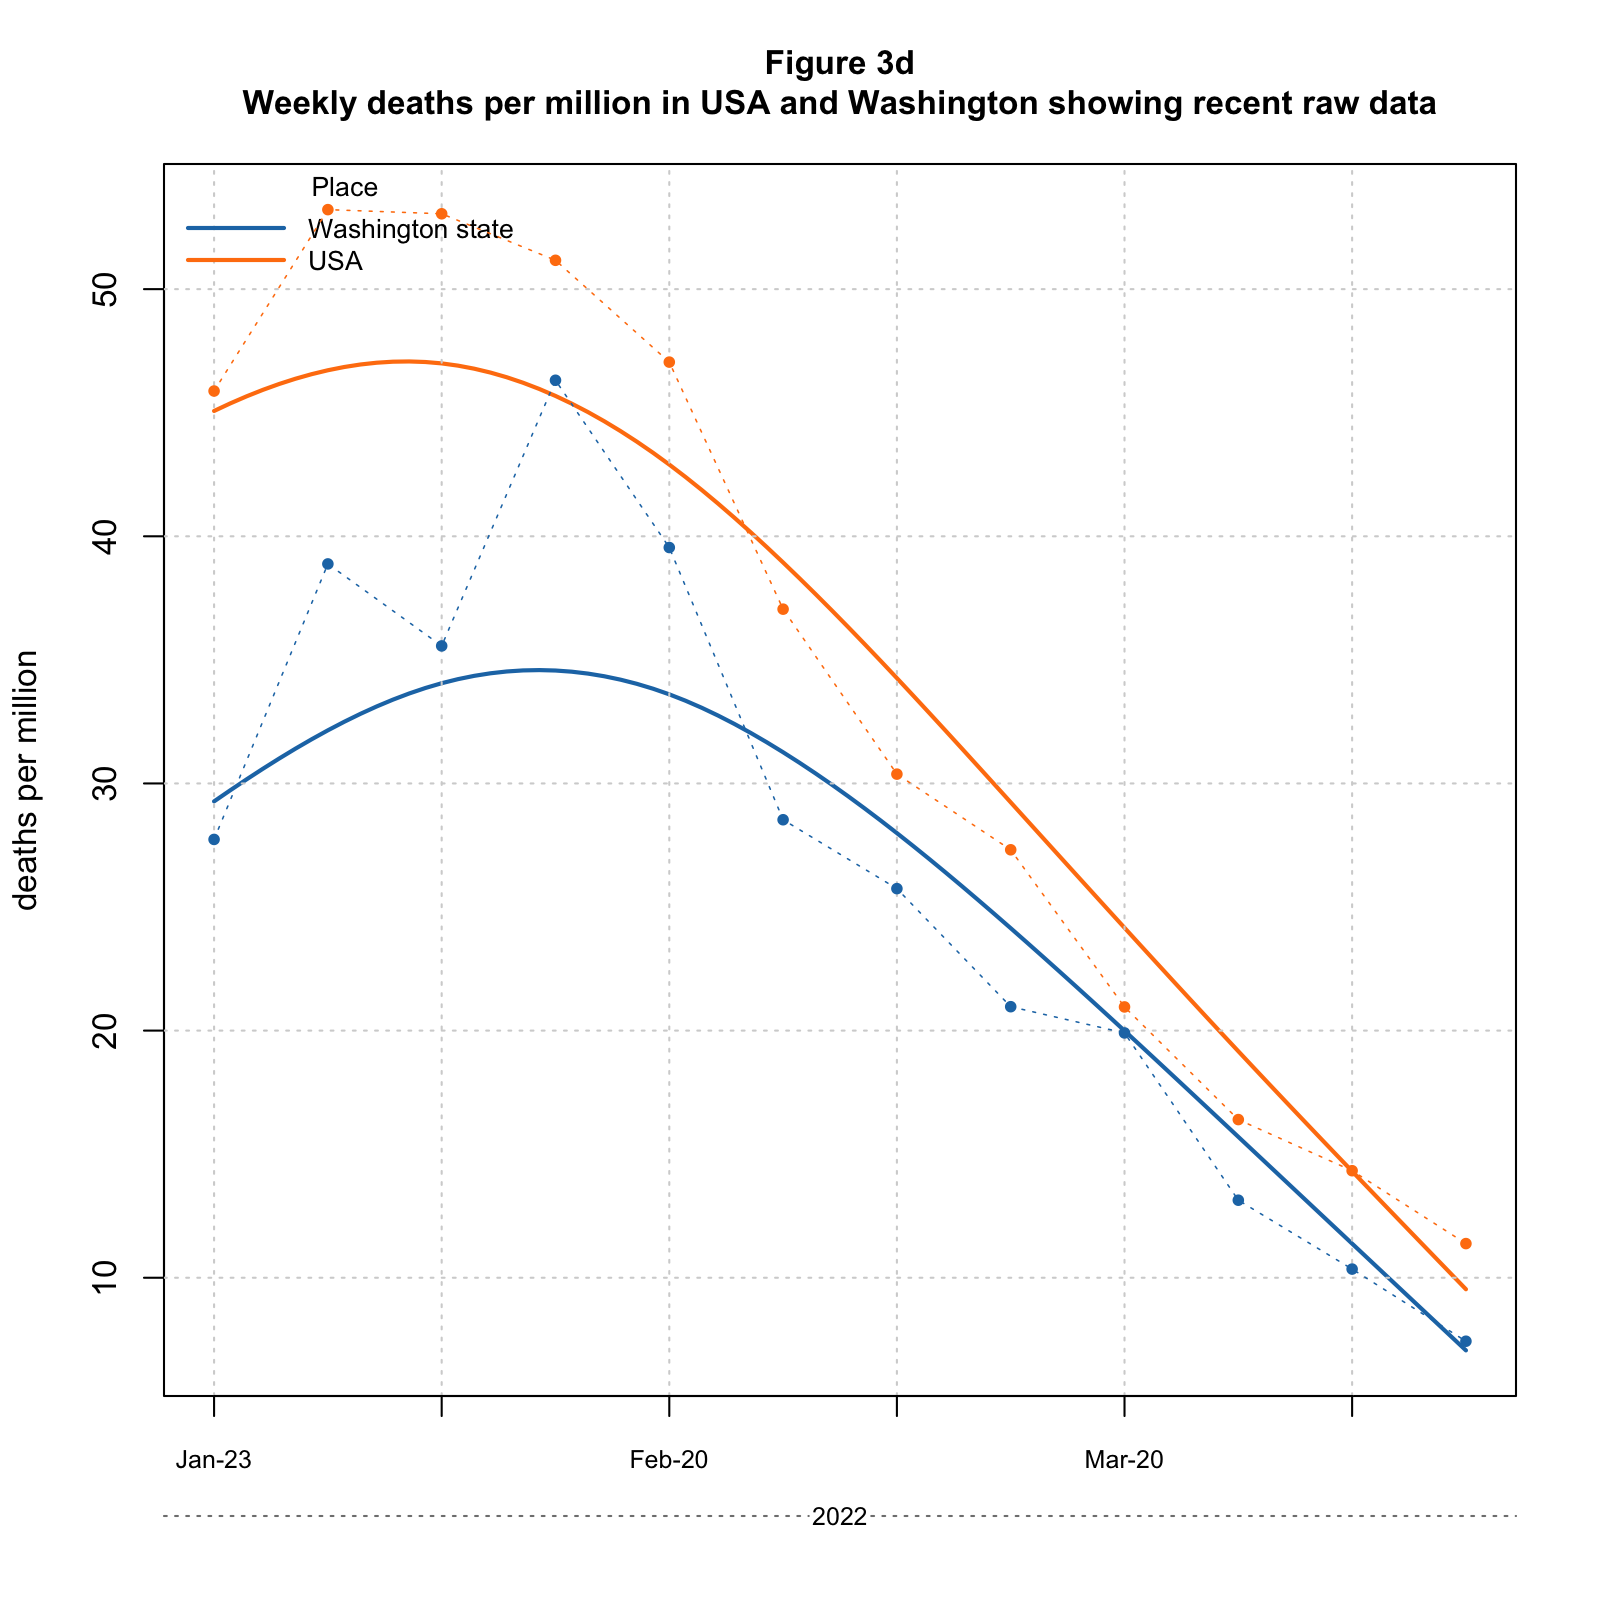 Figure 3d
Weekly deaths per million in USA and Washington showing recent raw data
Place
Washington state
USA
50
40
30
20
10
deaths per million
Jan-23 Feb-20 Mar-20
2022